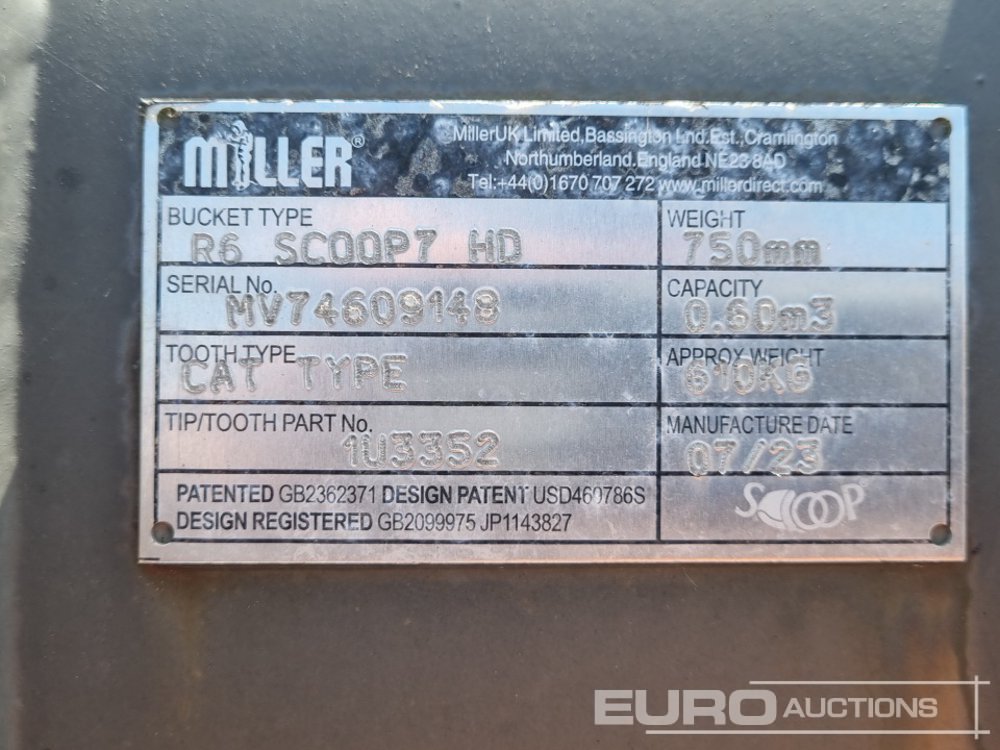 MILLER®
MillerUK Limited, Bassington Ind. Est., Cramlington
Northumberland. England NE23 8AD
Tel:+44(0)1670 707 272 www.millerdirect.com
BUCKET TYPE
R6 SCOOP7 HD
WEIGHT
750mm
SERIAL No.
MV74609148
CAPACITY
0.60m3
TOOTH TYPE
CAT TYPE
APPROX WEIGHT
610KG
TIP/TOOTH PART No.
1U3352
MANUFACTURE DATE
07/23
PATENTED GB2362371 DESIGN PATENT USD460786S
DESIGN REGISTERED GB2099975 JP1143827
SCOOP®
EURO AUCTIONS